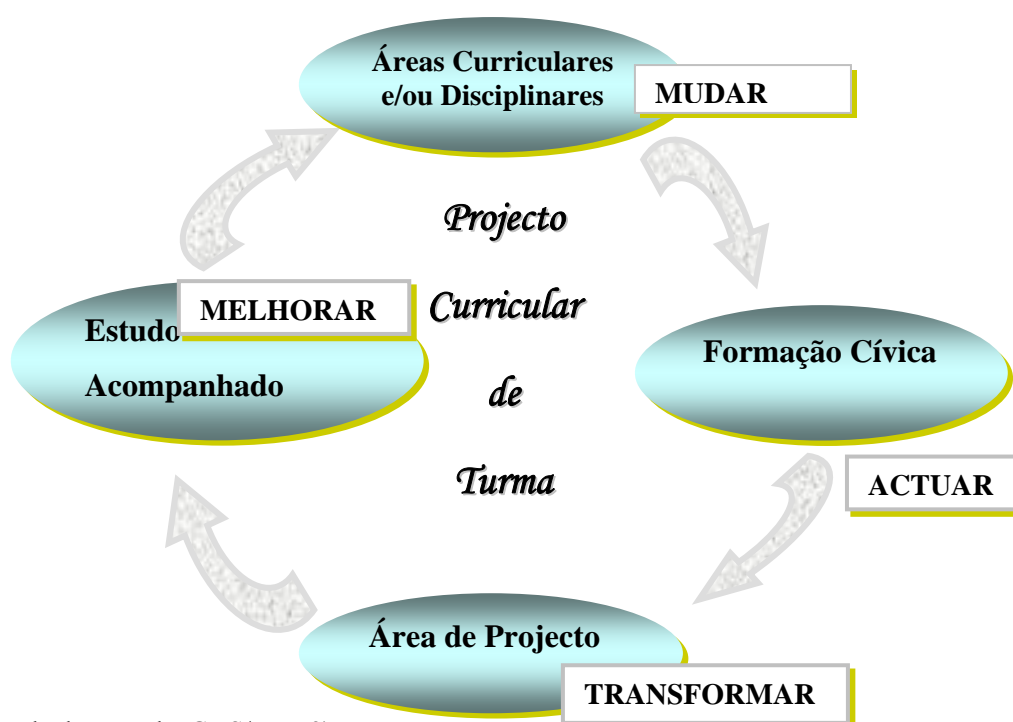 Áreas Curriculares
e/ou Disciplinares
MUDAR
Projecto
Curricular
de
Turma
MELHORAR
Estudo
Acompanhado
Formação Cívica
ACTUAR
Área de Projecto
TRANSFORMAR